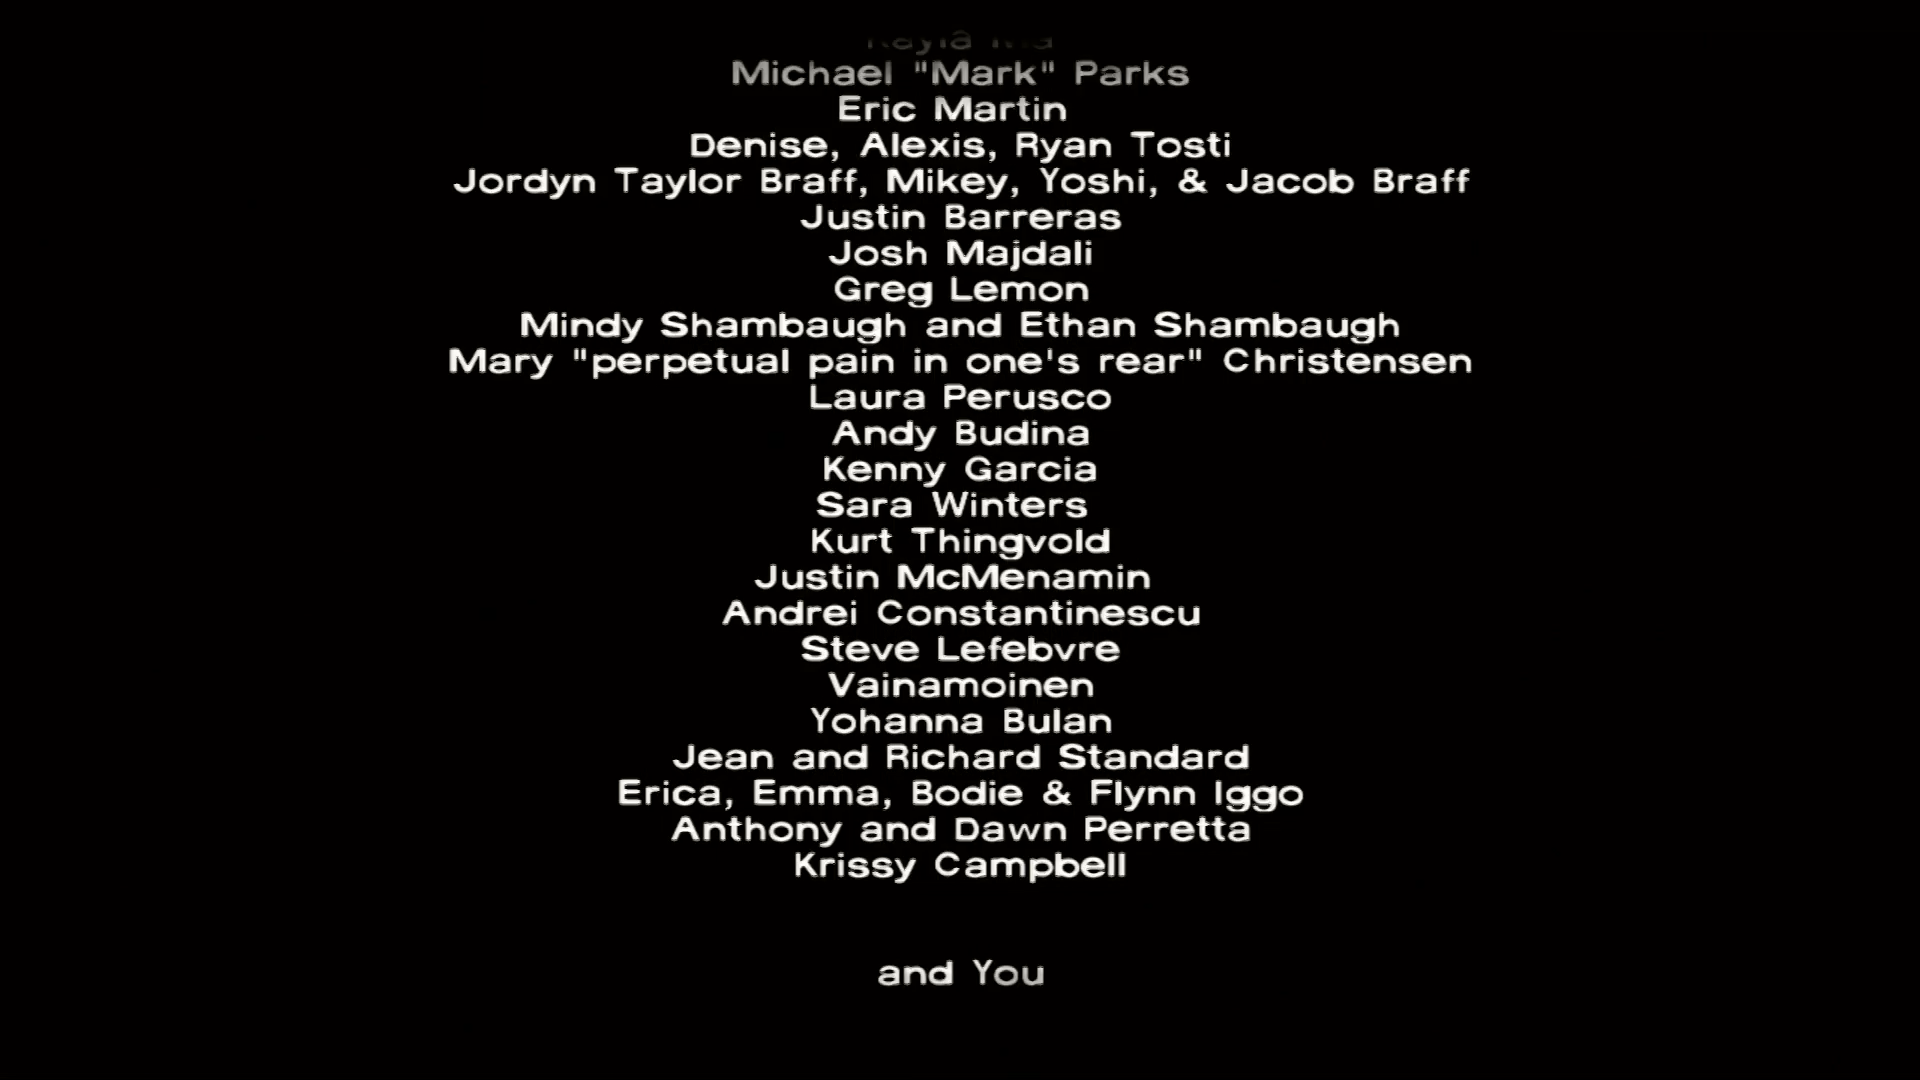 Michael "Mark" Parks
Eric Martin
Denise, Alexis, Ryan Tosti
Jordyn Taylor Braff, Mikey, Yoshi, & Jacob Braff
Justin Barreras
Josh Majdali
Greg Lemon
Mindy Shambaugh and Ethan Shambaugh
Mary "perpetual pain in one's rear" Christensen
Laura Perusco
Andy Budina
Kenny Garcia
Sara Winters
Kurt Thingvold
Justin McMenamin
Andrei Constantinescu
Steve Lefebvre
Vainamoinen
Yohanna Bulan
Jean and Richard Standard
Erica, Emma, Bodie & Flynn Iggo
Anthony and Dawn Perretta
Krissy Campbell
and You